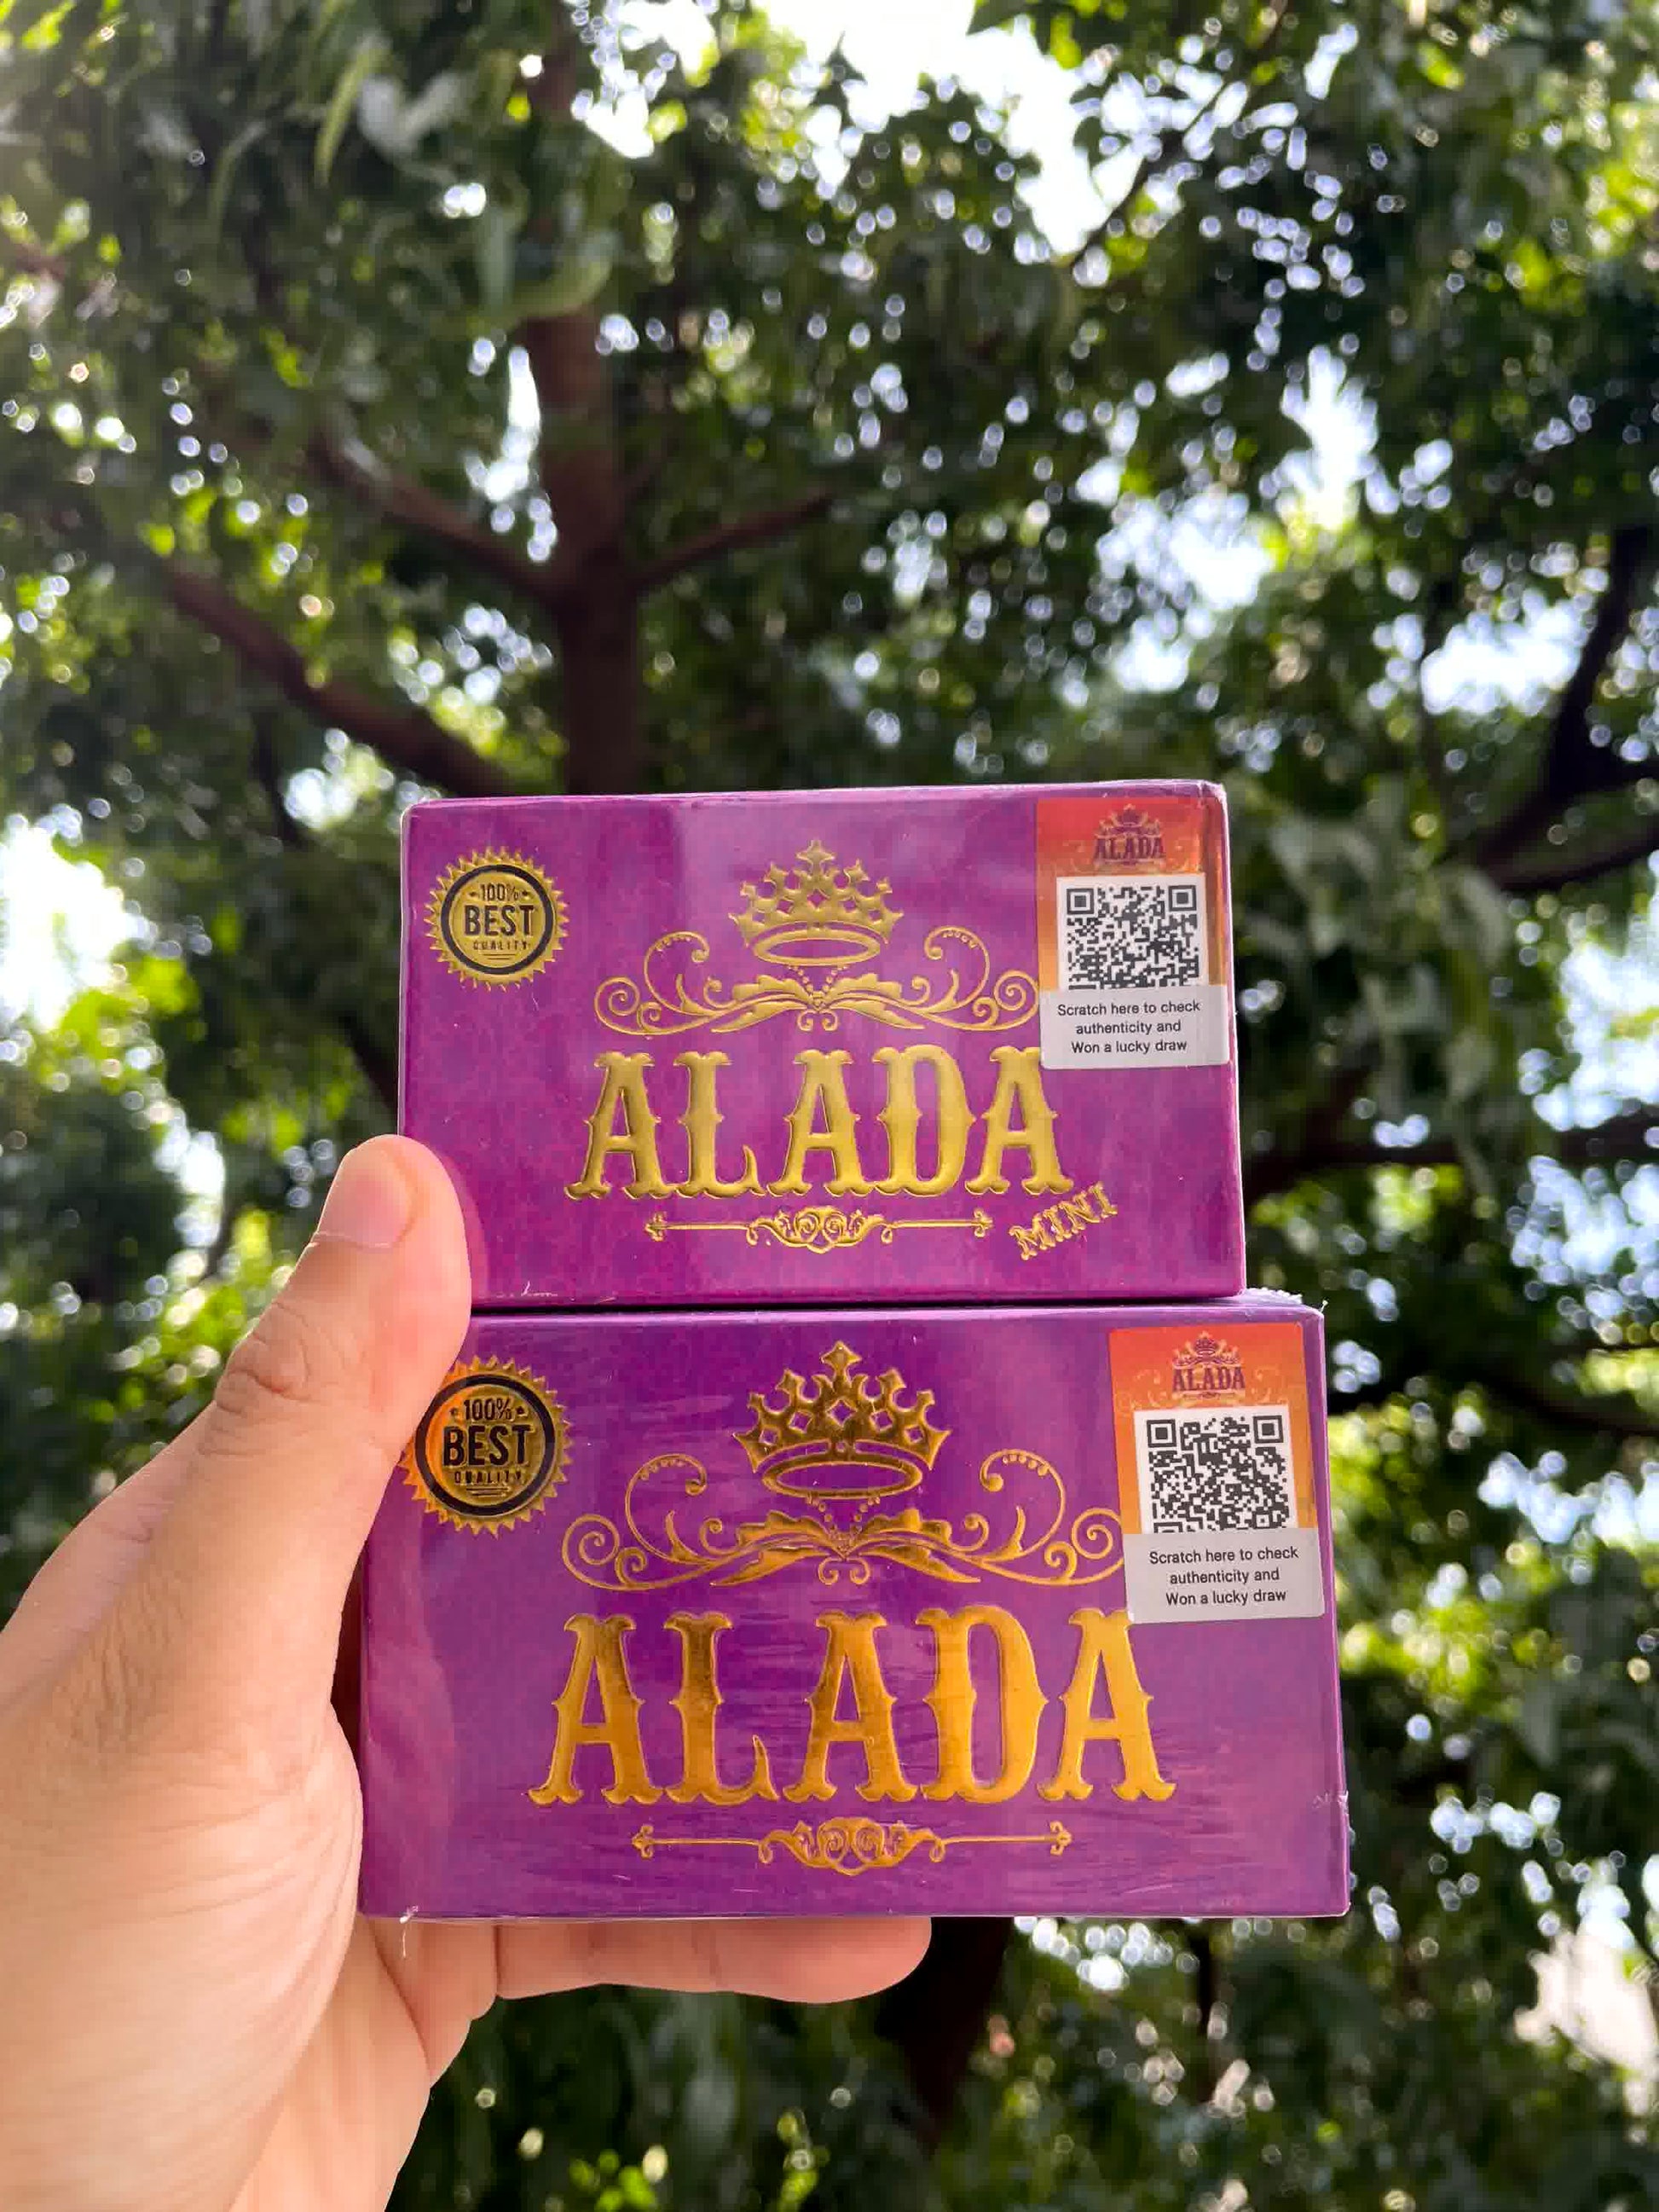 100%
BEST
QUALITY
ALADA
Scratch here to check
authenticity and
Won a lucky draw
ALADA
MINI
100%
BEST
QUALITY
ALADA
Scratch here to check
authenticity and
Won a lucky draw
ALADA